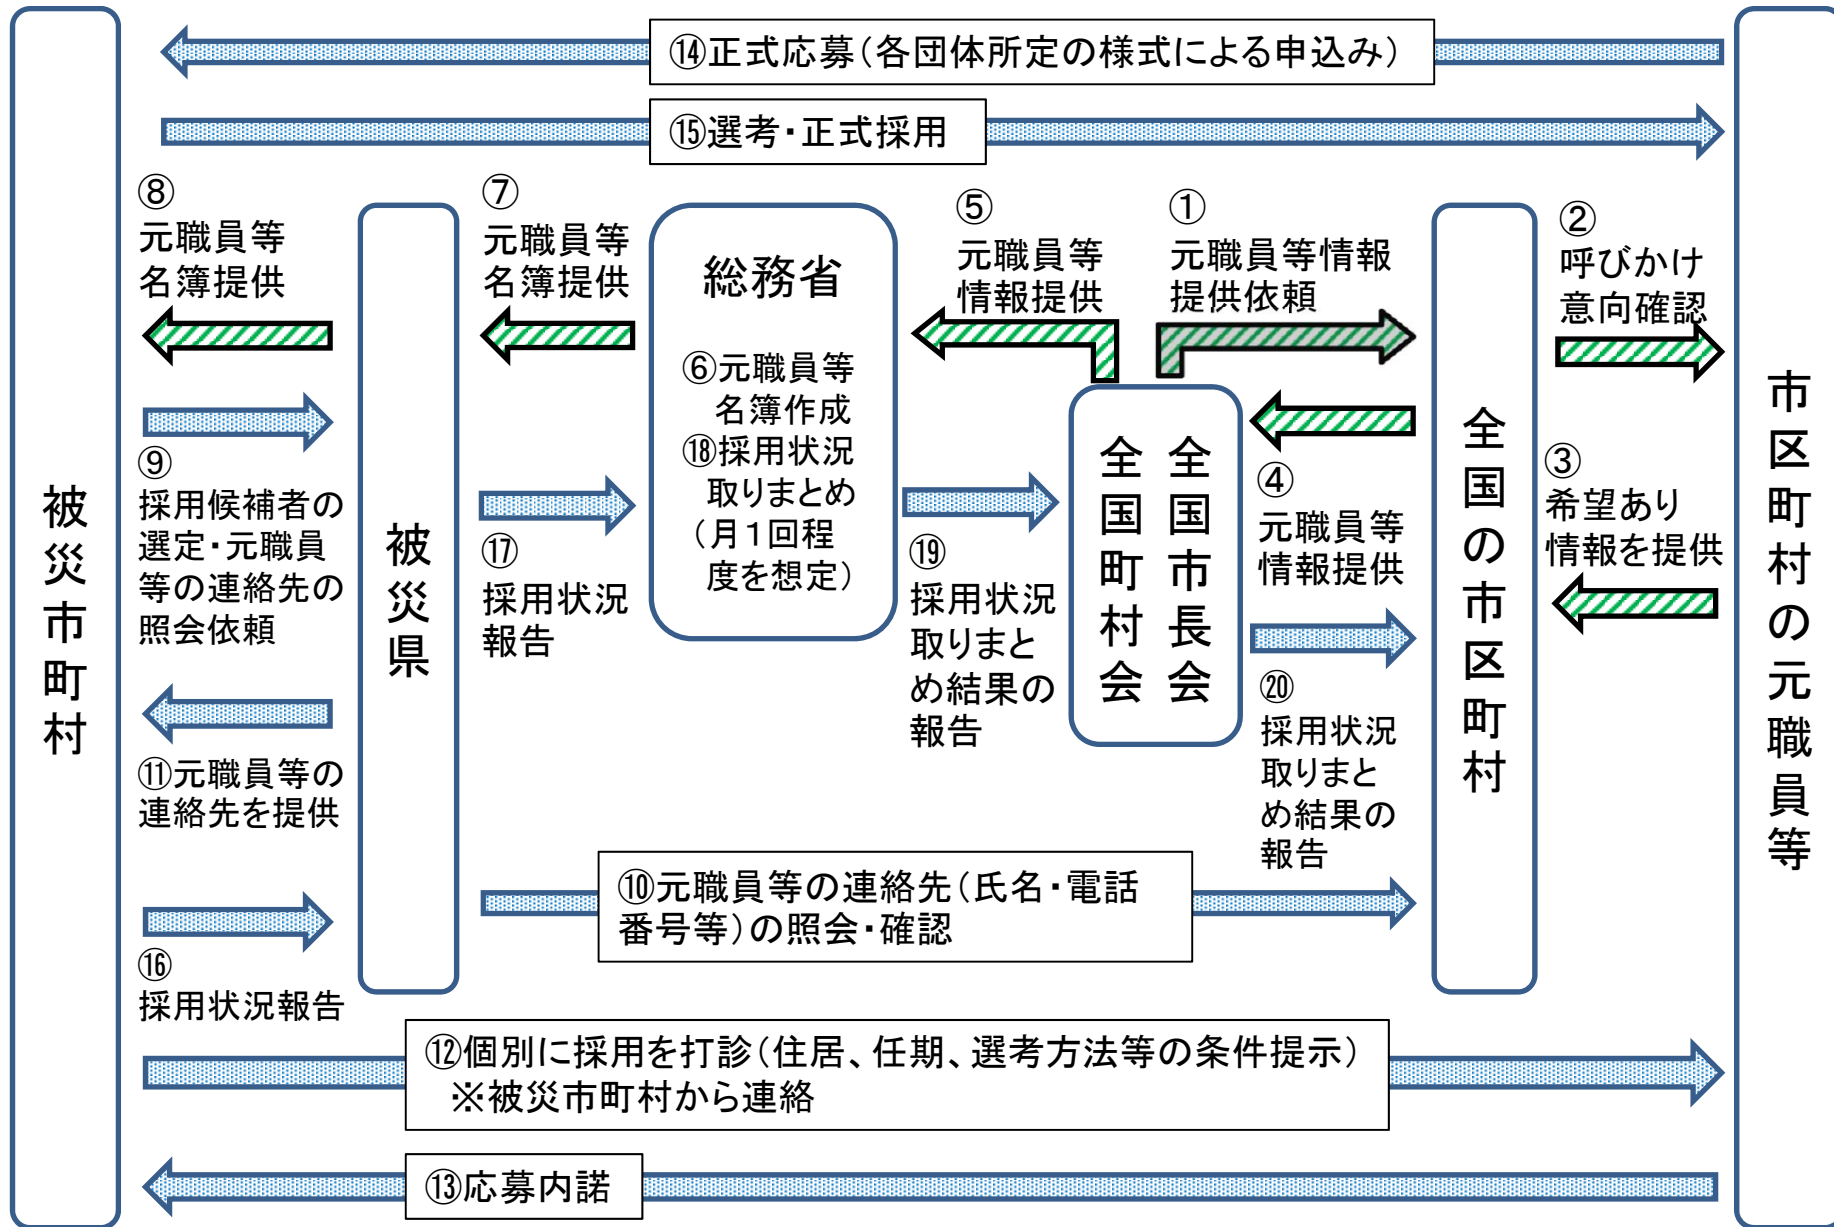 ⑭正式応募（各団体所定の様式による申込み）
⑮選考・正式採用
⑧
元職員等
名簿提供
⑦
元職員等
名簿提供
総務省
⑥元職員等
名簿作成
⑱採用状況
取りまとめ
（月１回程
度を想定）
⑤
元職員等
情報提供
①
元職員等情報
提供依頼
②
呼びかけ
意向確認
⑨
採用候補者の
選定・元職員
等の連絡先の
照会依頼
⑰
採用状況
報告
⑲
採用状況
取りまと
め結果の
報告
全国市長会
全国町村会
④
元職員等
情報提供
③
希望あり
情報を提供
被災市町村
被災県
全国の市区町村
市区町村の元職員等
⑪元職員等の
連絡先を提供
⑳
採用状況
取りまと
め結果の
報告
⑩元職員等の連絡先（氏名・電話
番号等）の照会・確認
⑯
採用状況報告
⑫個別に採用を打診（住居、任期、選考方法等の条件提示）
※被災市町村から連絡
⑬応募内諾